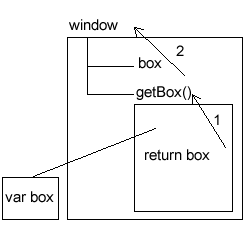 window
2
box
getBox()
1
return box
var box